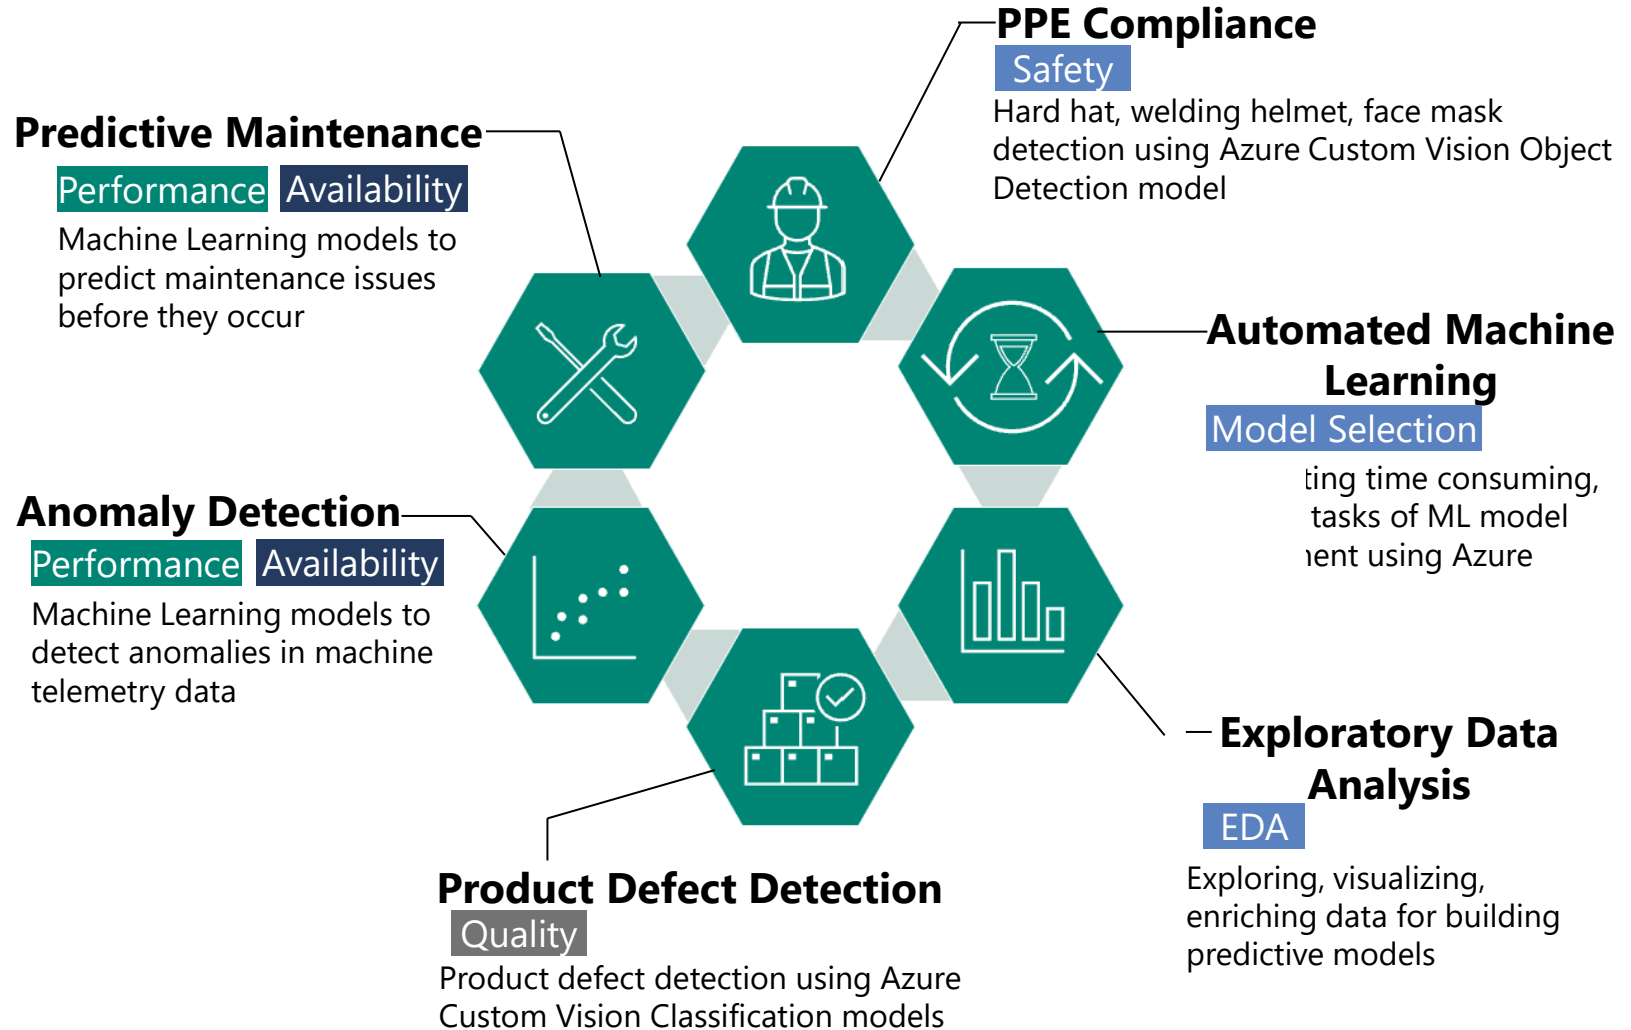 PPE Compliance
Safety
Hard hat, welding helmet, face mask
detection using Azure Custom Vision Object
Detection model
Predictive Maintenance
Performance Availability
Machine Learning models to
predict maintenance issues
before they occur
Automated Machine
Learning
Model Selection
time consuming,
tasks of ML model
using Azure
Anomaly Detection
Performance Availability
Machine Learning models to
detect anomalies in machine
telemetry data
Exploratory Data
Analysis
EDA
Exploring, visualizing,
enriching data for building
predictive models
Product Defect Detection
Quality
Product defect detection using Azure
Custom Vision Classification models